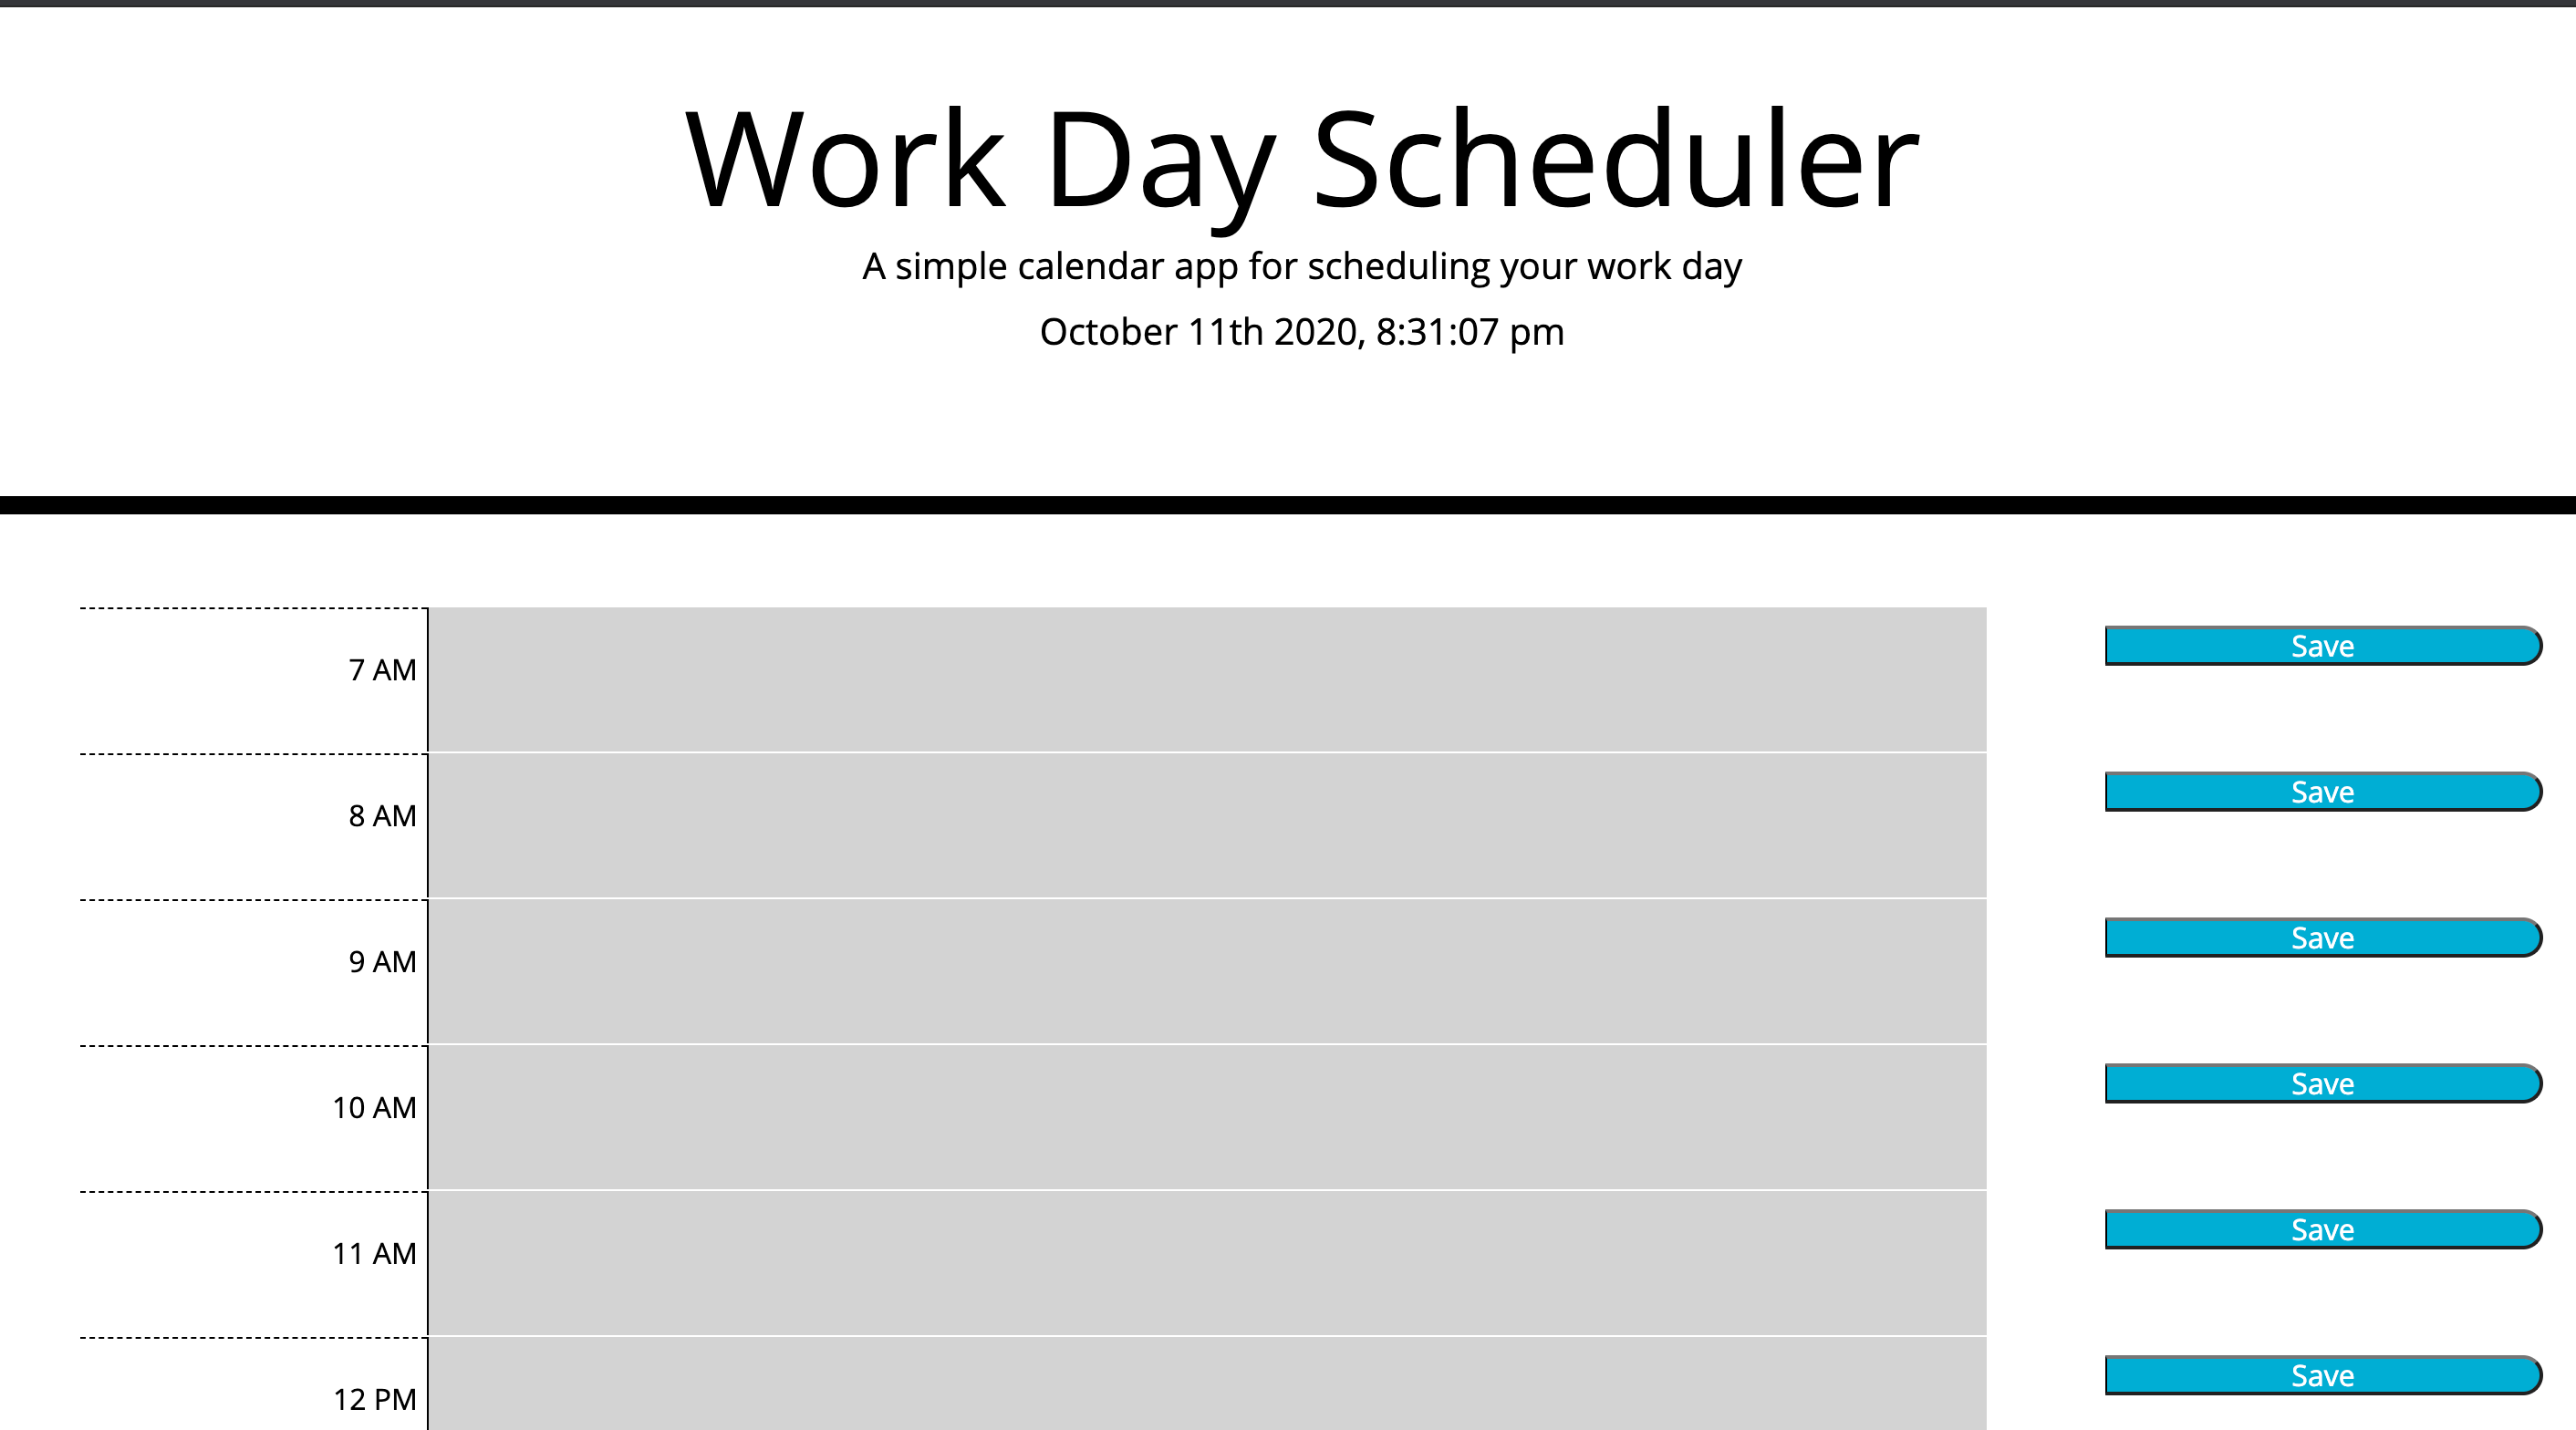 Work Day Scheduler
A simple calendar app for scheduling your work day
October 11th 2020, 8:31:07 pm
7 AM
Save
8 AM
Save
9 AM
Save
10 AM
Save
11 AM
Save
12 PM
Save